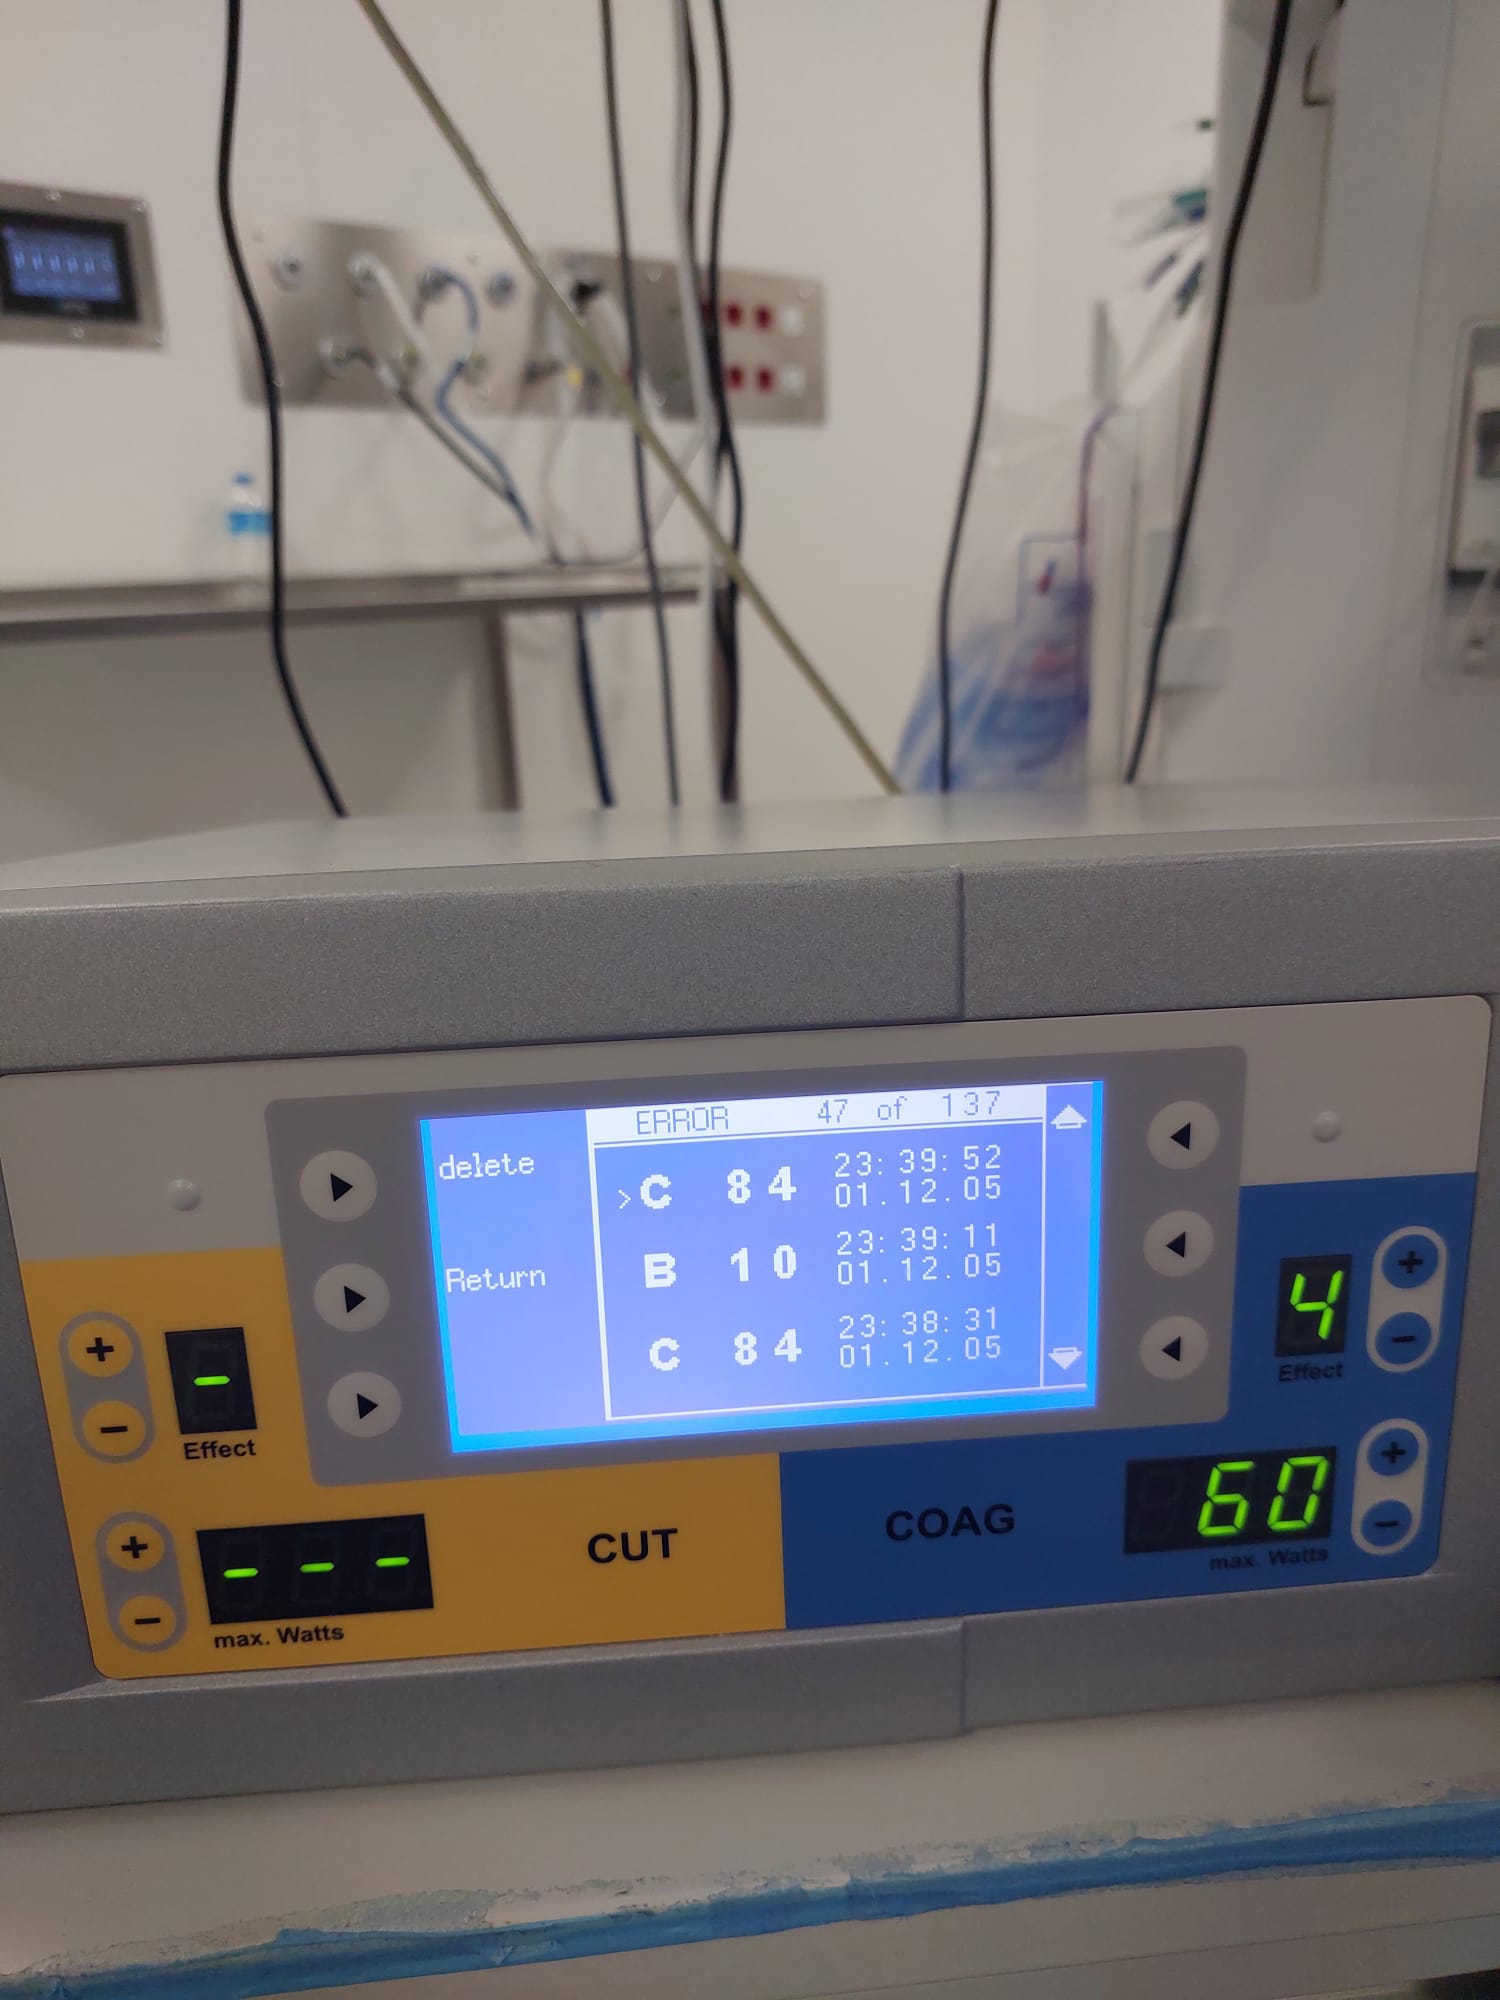 ERROR 47 of 137
delete
>C 84 23:39:52
01.12.05
B 10 23:39:11
01.12.05
Return
C 84 23:38:31
01.12.05
4
Effect
-
Effect
60
max. Watts
COAG
CUT
- - -
max. Watts
+
-
+
-
+
-
+
-